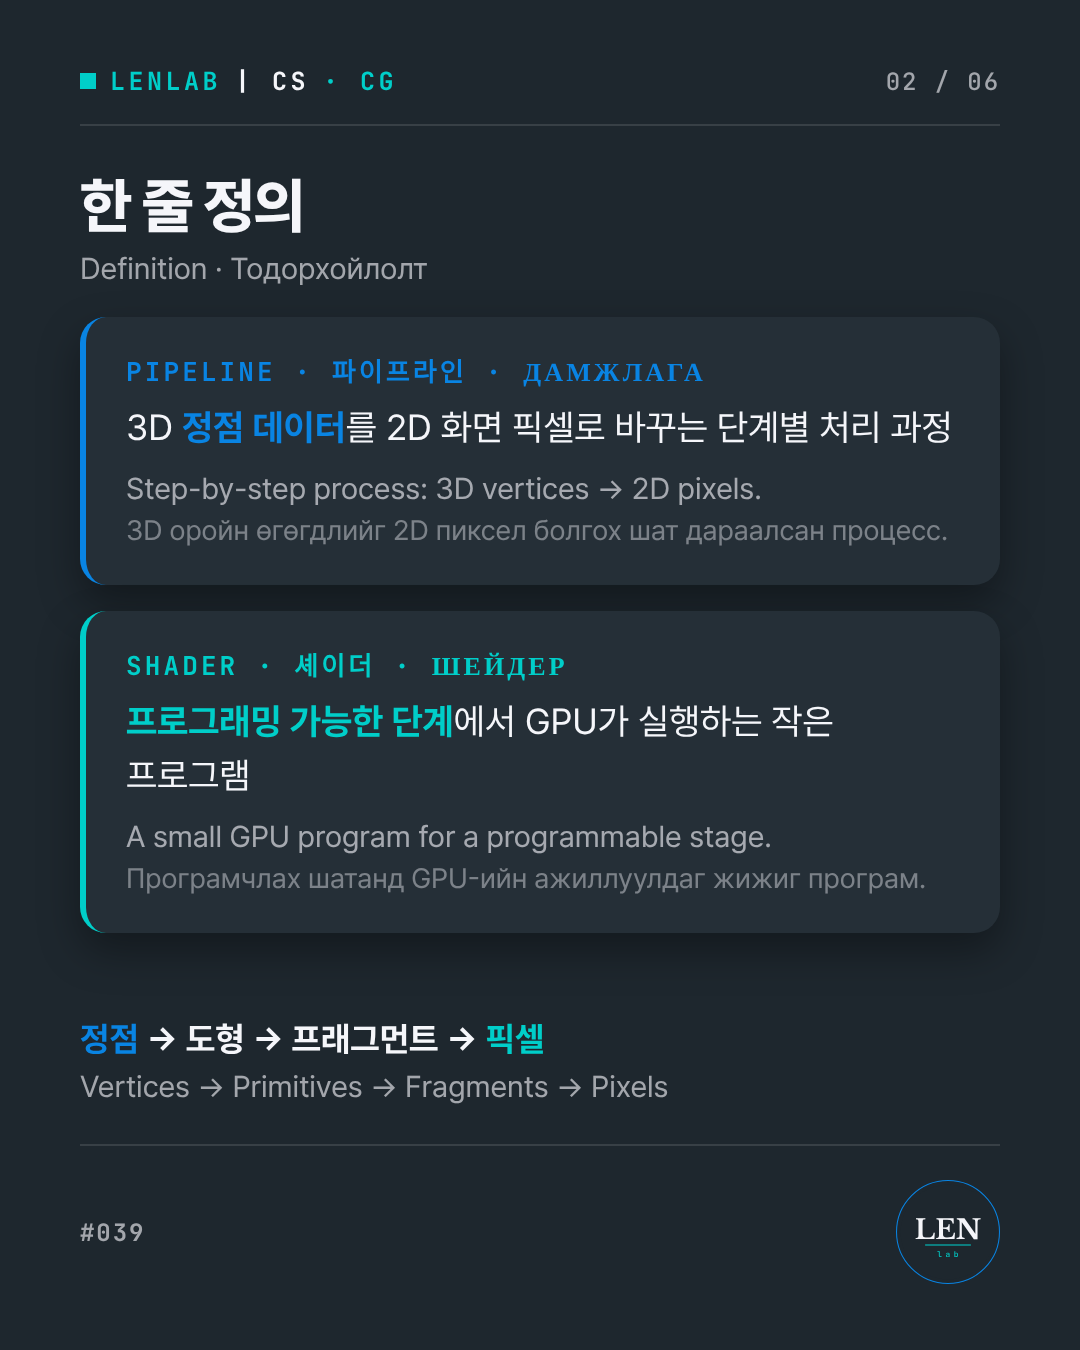 LENLAB | CS · CG
02 / 06
한 줄 정의
Definition · Тодорхойлолт
PIPELINE · 파이프라인 · ДАМЖЛАГА
3D 정점 데이터를 2D 화면 픽셀로 바꾸는 단계별 처리 과정
Step-by-step process: 3D vertices → 2D pixels.
3D оройн өгөгдлийг 2D пиксел болгох шат дараалсан процесс.
SHADER · 셰이더 · ШЕЙДЕР
프로그래밍 가능한 단계에서 GPU가 실행하는 작은
프로그램
A small GPU program for a programmable stage.
Програмчлах шатанд GPU-ийн ажиллуулдаг жижиг програм.
정점 → 도형 → 프래그먼트 → 픽셀
Vertices → Primitives → Fragments → Pixels
#039
LEN
lab